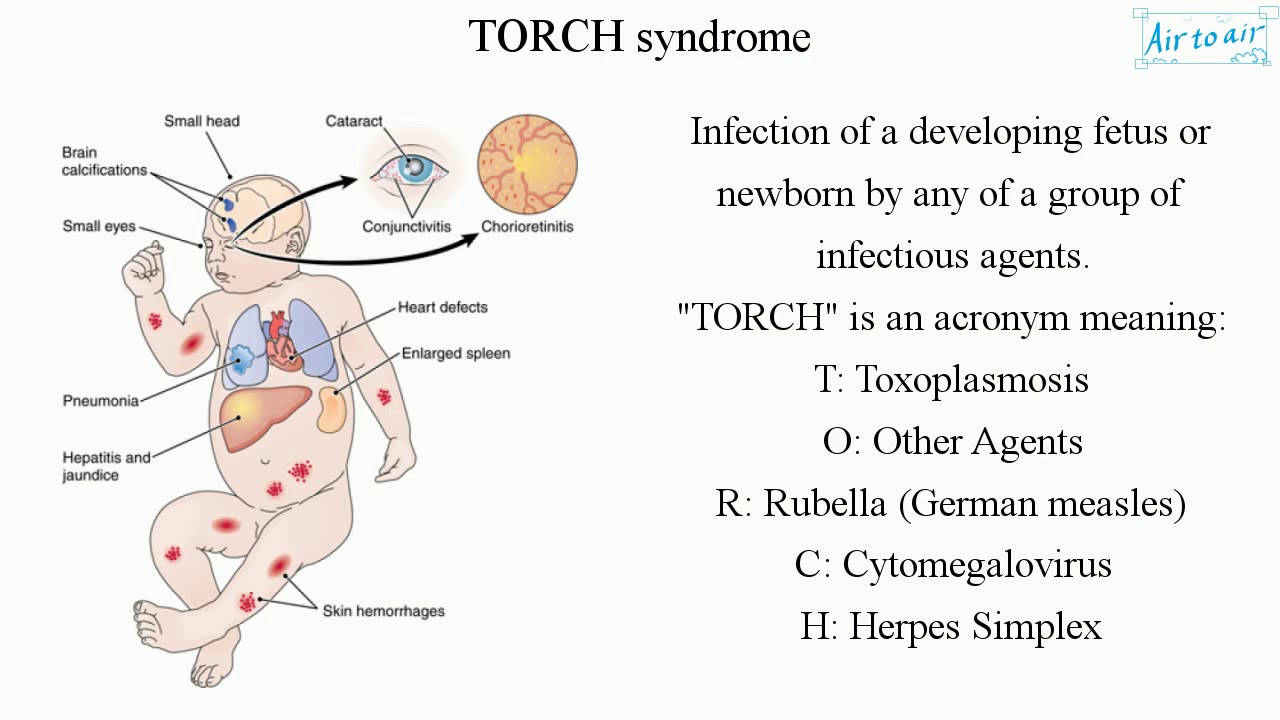 TORCH syndrome
Air to air
Small head
Cataract
Brain
calcifications
Small eyes
Conjunctivitis
Chorioretinitis
Heart defects
Enlarged spleen
Pneumonia
Hepatitis and
jaundice
Skin hemorrhages
Infection of a developing fetus or
newborn by any of a group of
infectious agents.
"TORCH" is an acronym meaning:
T: Toxoplasmosis
O: Other Agents
R: Rubella (German measles)
C: Cytomegalovirus
H: Herpes Simplex